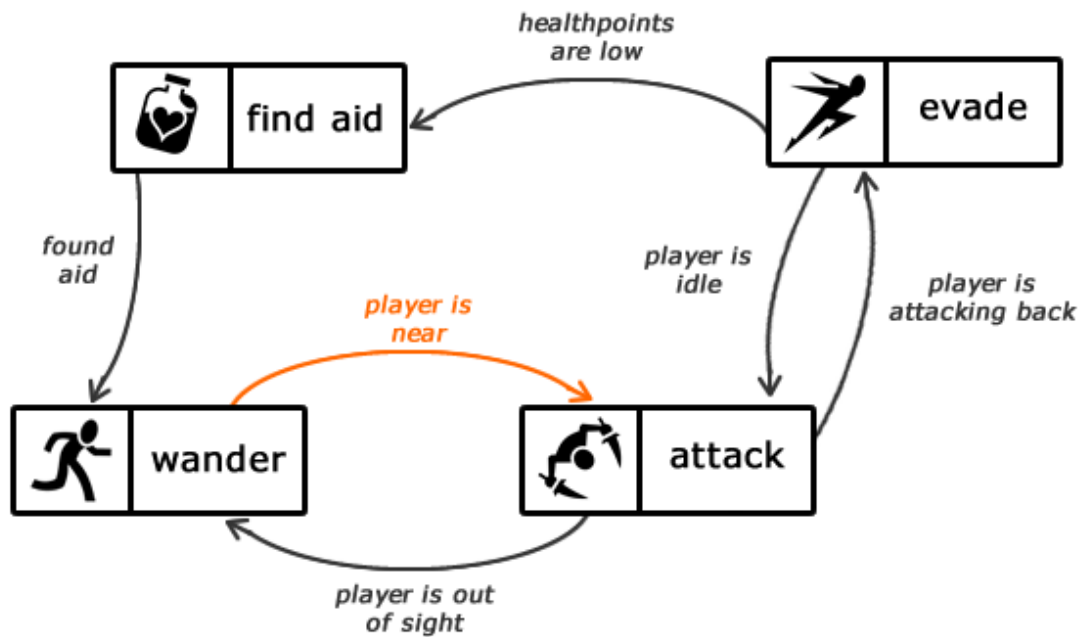 healthpoints
are low
find aid
evade
found
aid
player is
idle
player is
attacking back
player is
near
wander
attack
player is out
of sight